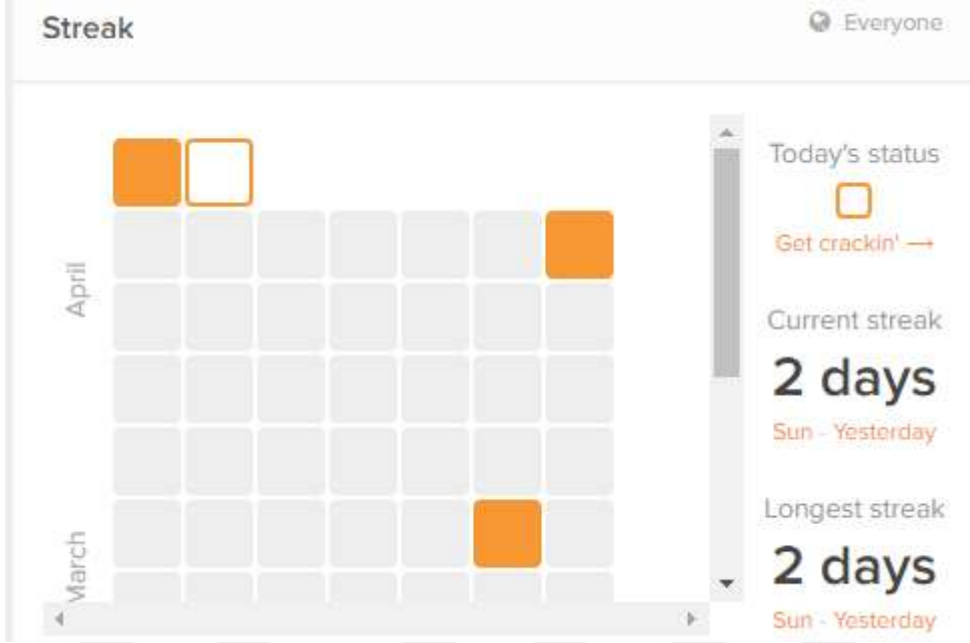 Streak
Everyone
Today's status
Get crackin' →
April
Current streak
2 days
Sun - Yesterday
March
Longest streak
2 days
Sun - Yesterday